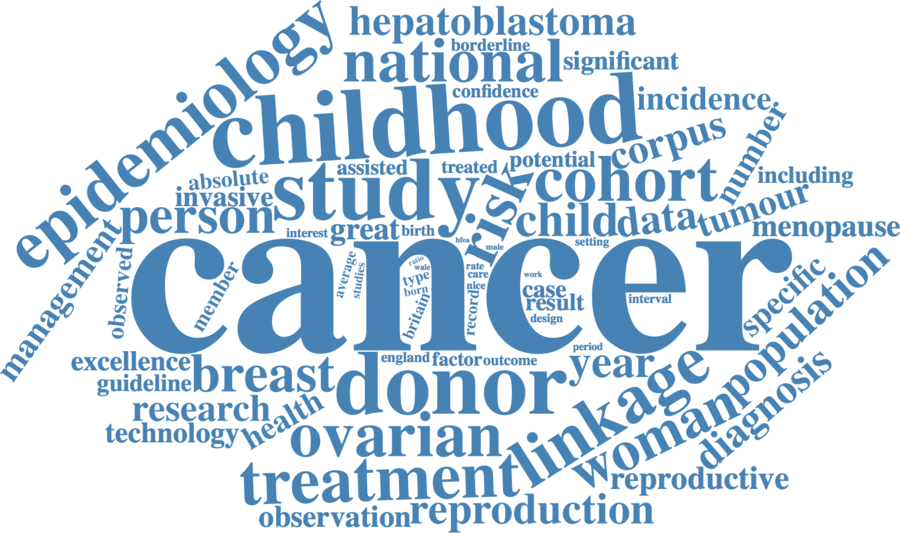 hepatoblastoma
borderline
national
significant
epidemiology
confidence
childhood
incidence
corpus
number
potential
assisted
treated
absolute
study
risk
cohort
including
invasive
person
child
data
tumour
menopause
great
birth
interest
hfea
male
setting
management
observed
member
cancer
average
studies
ratio
wale
type
born
britain
rate
care
nice
record
work
case
result
design
interval
specific
population
period
excellence
guideline
breast
england
factor
outcome
year
donor
linkage
woman
diagnosis
research
technology
health
ovarian
treatment
reproductive
observation
reproduction